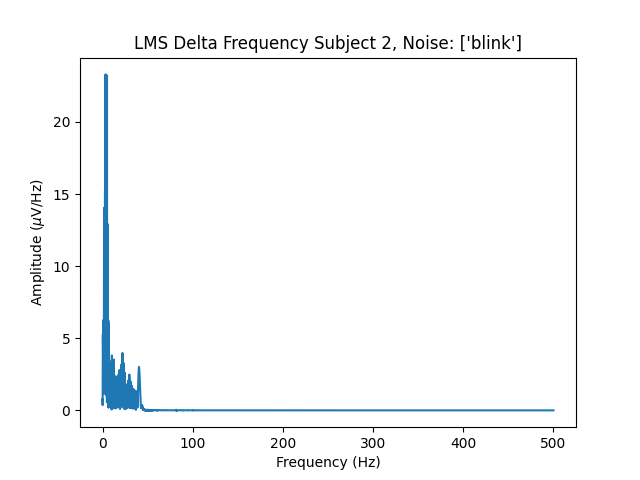 LMS Delta Frequency Subject 2, Noise: ['blink']
Amplitude (μV/Hz)
20
15
10
5
0
0 100 200 300 400 500
Frequency (Hz)